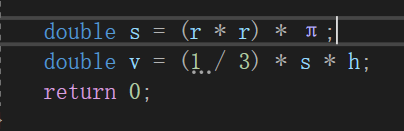 double s = (r * r) * π;
double v = (1 / 3) * s * h;
return 0;